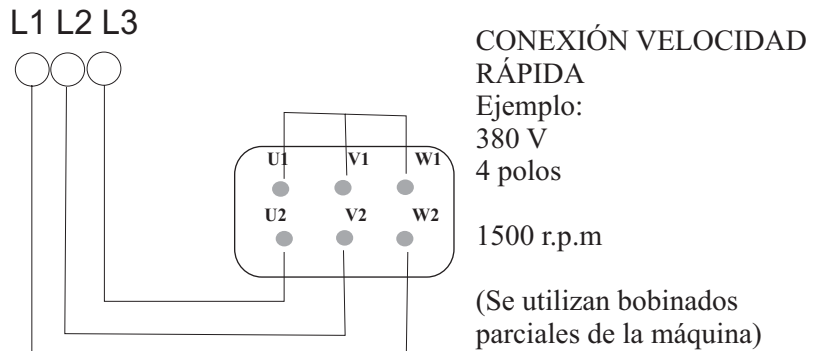 L1 L2 L3
CONEXIÓN VELOCIDAD
RÁPIDA
Ejemplo:
380 V
4 polos
1500 r.p.m
(Se utilizan bobinados
parciales de la máquina)
U1 V1 W1
U2 V2 W2